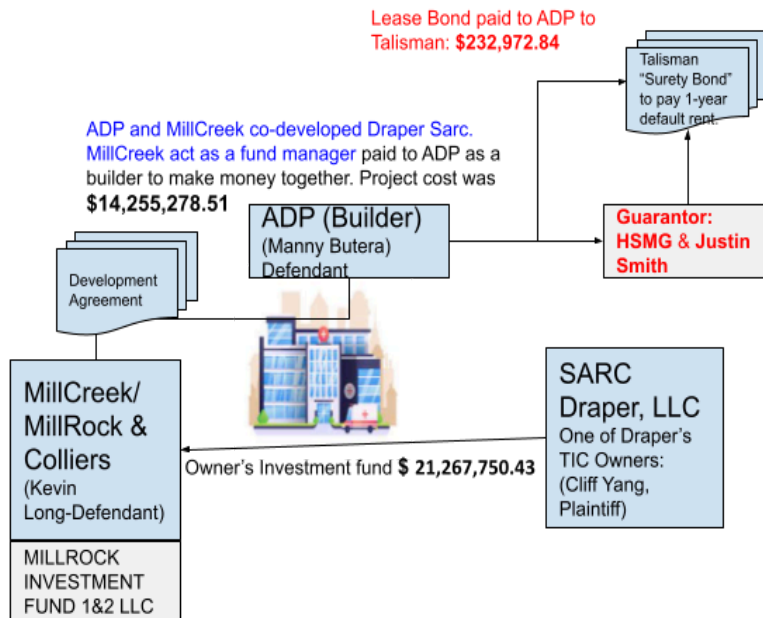 Lease Bond paid to ADP to
Talisman: $232,972.84
Talisman
“Surety Bond”
to pay 1-year
default rent.
ADP and MillCreek co-developed Draper Sarc.
MillCreek act as a fund manager paid to ADP as a
builder to make money together. Project cost was
$14,255,278.51
ADP (Builder)
(Manny Butera)
Defendant
Guarantor:
HSMG & Justin
Smith
Development
Agreement
MillCreek/
MillRock &
Colliers
(Kevin
Long-Defendant)
SARC
Draper, LLC
One of Draper’s
TIC Owners:
(Cliff Yang,
Plaintiff)
Owner’s Investment fund $ 21,267,750.43
MILLROCK
INVESTMENT
FUND 1&2 LLC